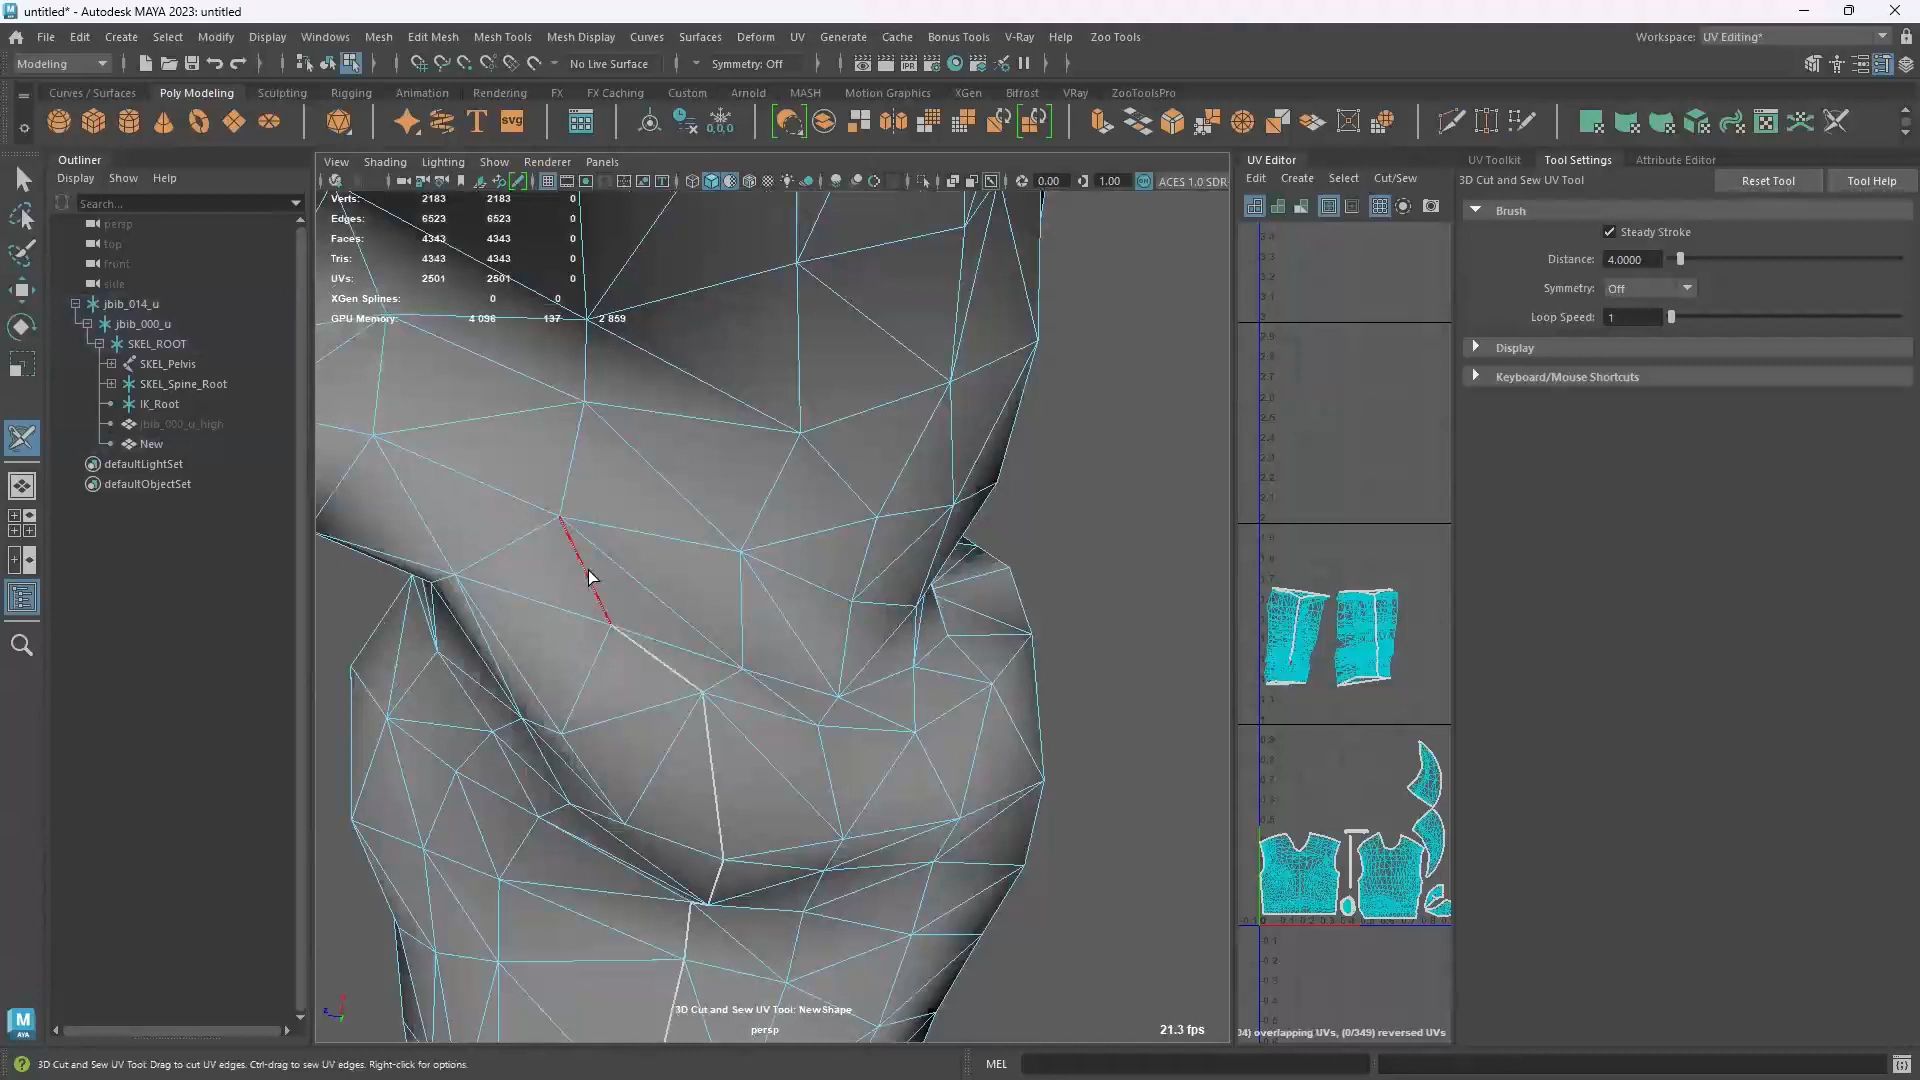 untitled* - Autodesk MAYA 2023: untitled
File Edit Create Select Modify Display Windows Mesh Edit Mesh Mesh Tools Mesh Display Curves Surfaces Deform UV Generate Cache Bonus Tools V-Ray Help Zoo Tools
Workspace: UV Editing*
Modeling
No Live Surface
Symmetry: Off
Curves / Surfaces Poly Modeling Sculpting Rigging Animation Rendering FX FX Caching Custom Arnold MASH Motion Graphics XGen Bifrost VRay ZooToolsPro
Outliner
Display Show Help
Search...
persp
top
front
side
jbib_014_u
jbib_000_u
SKEL_ROOT
SKEL_Pelvis
SKEL_Spine_Root
IK_Root
jbib_000_u_high
New
defaultLightSet
defaultObjectSet
View Shading Lighting Show Renderer Panels
0.00 1.00 ACES 1.0 SDR
Verts: 2183 2183 0
Edges: 6523 6523 0
Faces: 4343 4343 0
Tris: 4343 4343 0
UVs: 2501 2501 0
XGen Splines: 0 0
GPU Memory: 4 096 137 2 859
3D Cut and Sew UV Tool: NewShape
persp
21.3 fps
UV Editor
Edit Create Select Cut/Sew
overlapping UVs, (0/349) reversed UVs
UV Toolkit Tool Settings Attribute Editor
3D Cut and Sew UV Tool Reset Tool Tool Help
Brush
Steady Stroke
Distance: 4.0000
Symmetry: Off
Loop Speed: 1
Display
Keyboard/Mouse Shortcuts
3D Cut and Sew UV Tool: Drag to cut UV edges. Ctrl-drag to sew UV edges. Right-click for options.
MEL